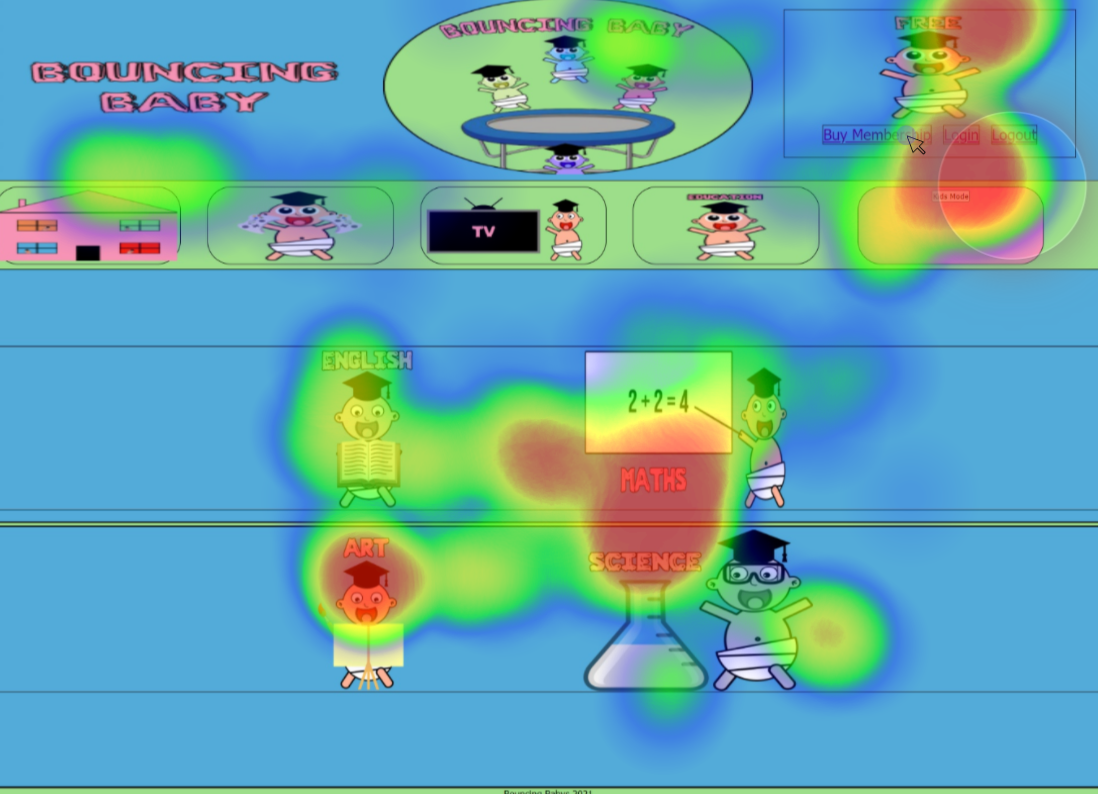 BOUNCING
BABY
BOUNCING BABY
FREE
Buy Membership Login Logout
TV
EDUCATION
Kids Mode
ENGLISH
2+2=4
MATHS
ART
SCIENCE
Bouncing Babys 2021